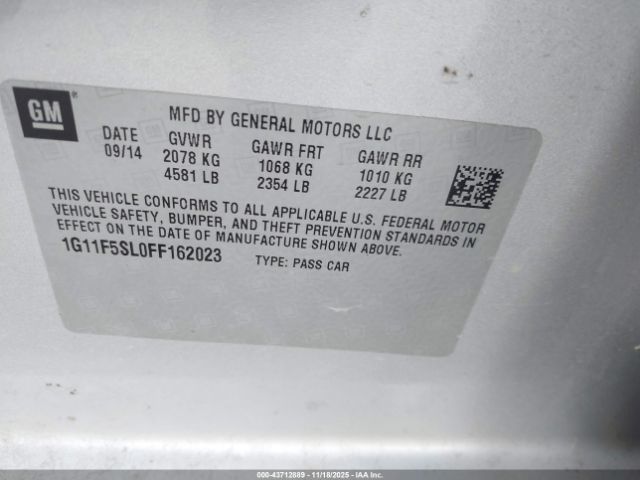 GM
MFD BY GENERAL MOTORS LLC
DATE GVWR GAWR FRT GAWR RR
09/14 2078 KG 1068 KG 1010 KG
4581 LB 2354 LB 2227 LB
THIS VEHICLE CONFORMS TO ALL APPLICABLE U.S. FEDERAL MOTOR
VEHICLE SAFETY, BUMPER, AND THEFT PREVENTION STANDARDS IN
EFFECT ON THE DATE OF MANUFACTURE SHOWN ABOVE.
1G11F5SL0FF162023 TYPE: PASS CAR
000-43712889 - 11/18/2025 - IAAI, Inc.